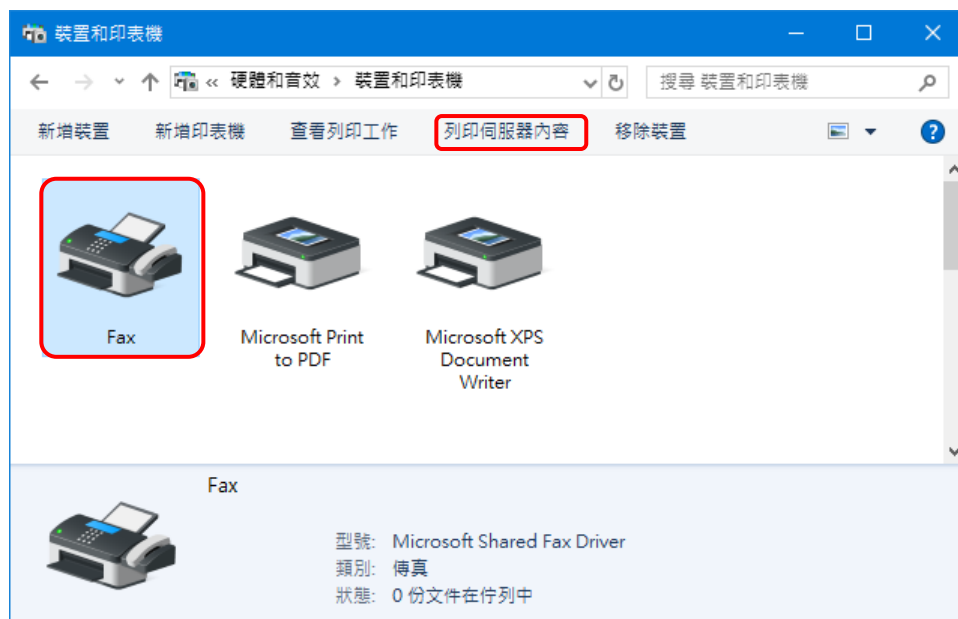 裝置和印表機
« 硬體和音效 › 裝置和印表機
搜尋 裝置和印表機
新增裝置 新增印表機 查看列印工作 列印伺服器內容 移除裝置
?
Fax
Microsoft Print
to PDF
Microsoft XPS
Document
Writer
Fax
型號: Microsoft Shared Fax Driver
類別: 傳真
狀態: 0 份文件在佇列中